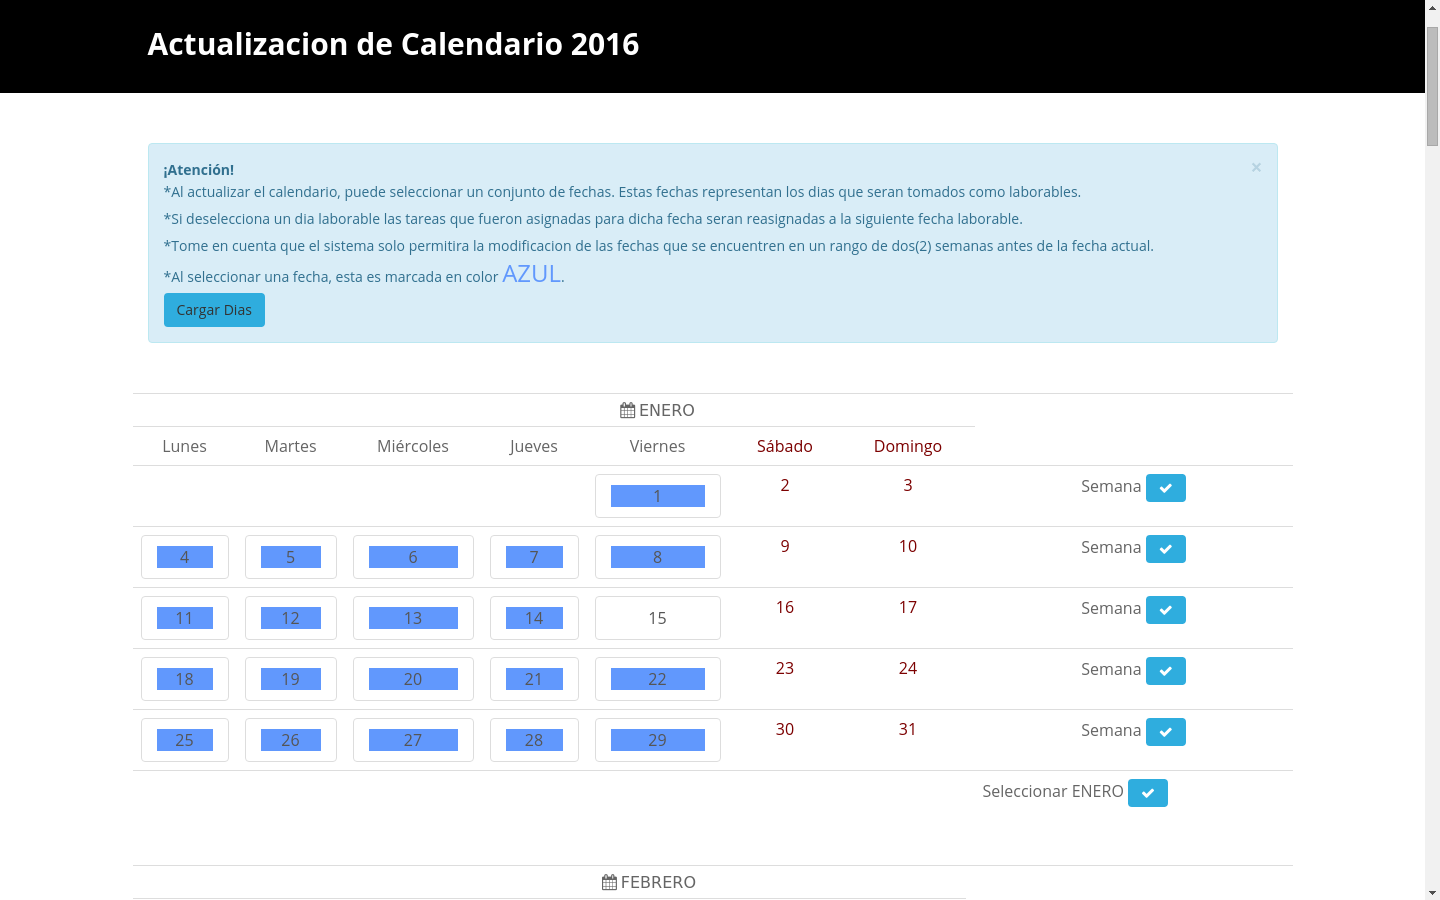 Actualizacion de Calendario 2016
¡Atención!
×
*Al actualizar el calendario, puede seleccionar un conjunto de fechas. Estas fechas representan los dias que seran tomados como laborables.
*Si deselecciona un dia laborable las tareas que fueron asignadas para dicha fecha seran reasignadas a la siguiente fecha laborable.
*Tome en cuenta que el sistema solo permitira la modificacion de las fechas que se encuentren en un rango de dos(2) semanas antes de la fecha actual.
*Al seleccionar una fecha, esta es marcada en color AZUL.
Cargar Dias
ENERO
Lunes Martes Miércoles Jueves Viernes Sábado Domingo
1 2 3 Semana
4 5 6 7 8 9 10 Semana
11 12 13 14 15 16 17 Semana
18 19 20 21 22 23 24 Semana
25 26 27 28 29 30 31 Semana
Seleccionar ENERO
FEBRERO